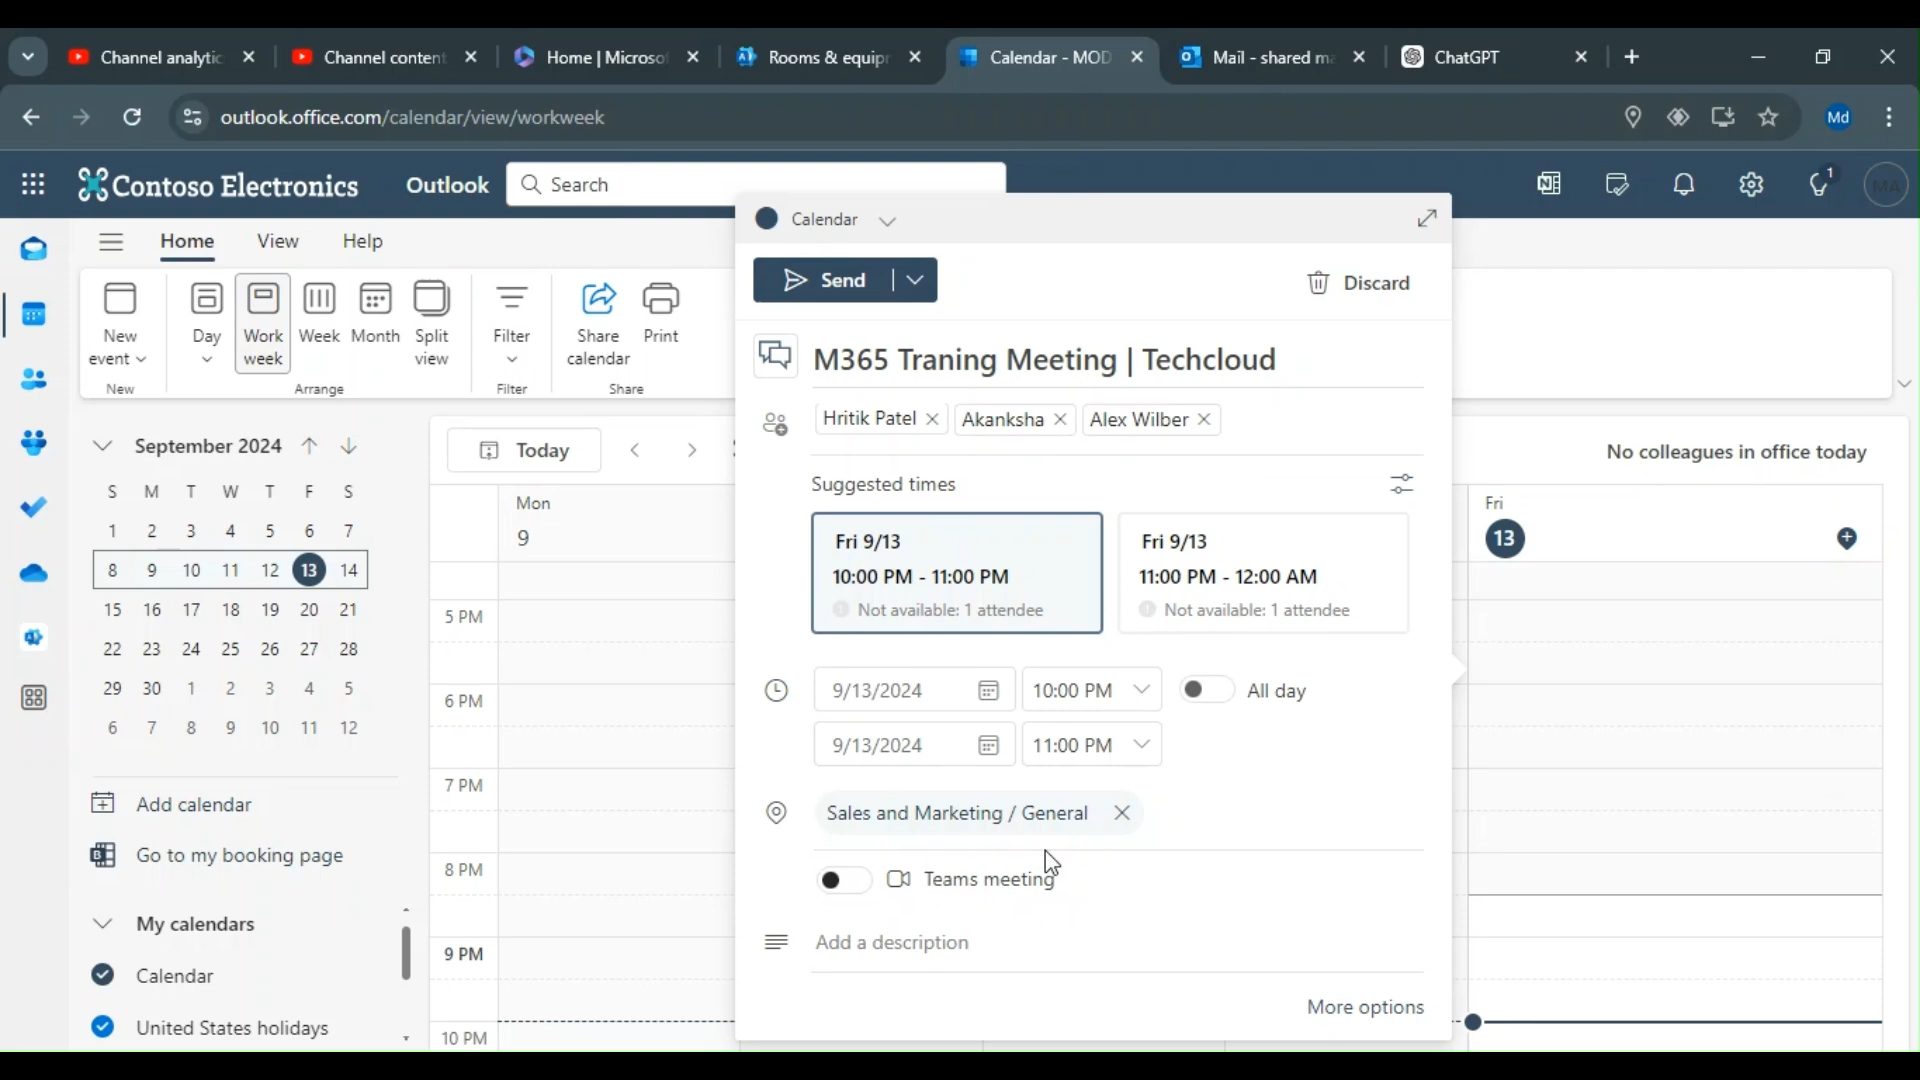 Channel analytic
Channel content
Home | Microsof
Rooms & equipr
Calendar - MOD
Mail - shared ma
ChatGPT
outlook.office.com/calendar/view/workweek
Md
Contoso Electronics
Outlook
Search
1
MA
Home
View
Help
New event
Day
Work week
Week
Month
Split view
Filter
Share calendar
Print
New
Arrange
Filter
Share
Calendar
Send
Discard
M365 Traning Meeting | Techcloud
Hritik Patel
Akanksha
Alex Wilber
Suggested times
Fri 9/13
10:00 PM - 11:00 PM
Not available: 1 attendee
Fri 9/13
11:00 PM - 12:00 AM
Not available: 1 attendee
9/13/2024
10:00 PM
All day
9/13/2024
11:00 PM
Sales and Marketing / General
Teams meeting
Add a description
More options
September 2024
S M T W T F S
1 2 3 4 5 6 7
8 9 10 11 12 13 14
15 16 17 18 19 20 21
22 23 24 25 26 27 28
29 30 1 2 3 4 5
6 7 8 9 10 11 12
Add calendar
Go to my booking page
My calendars
Calendar
United States holidays
Today
No colleagues in office today
Mon
9
Fri
13
5 PM
6 PM
7 PM
8 PM
9 PM
10 PM